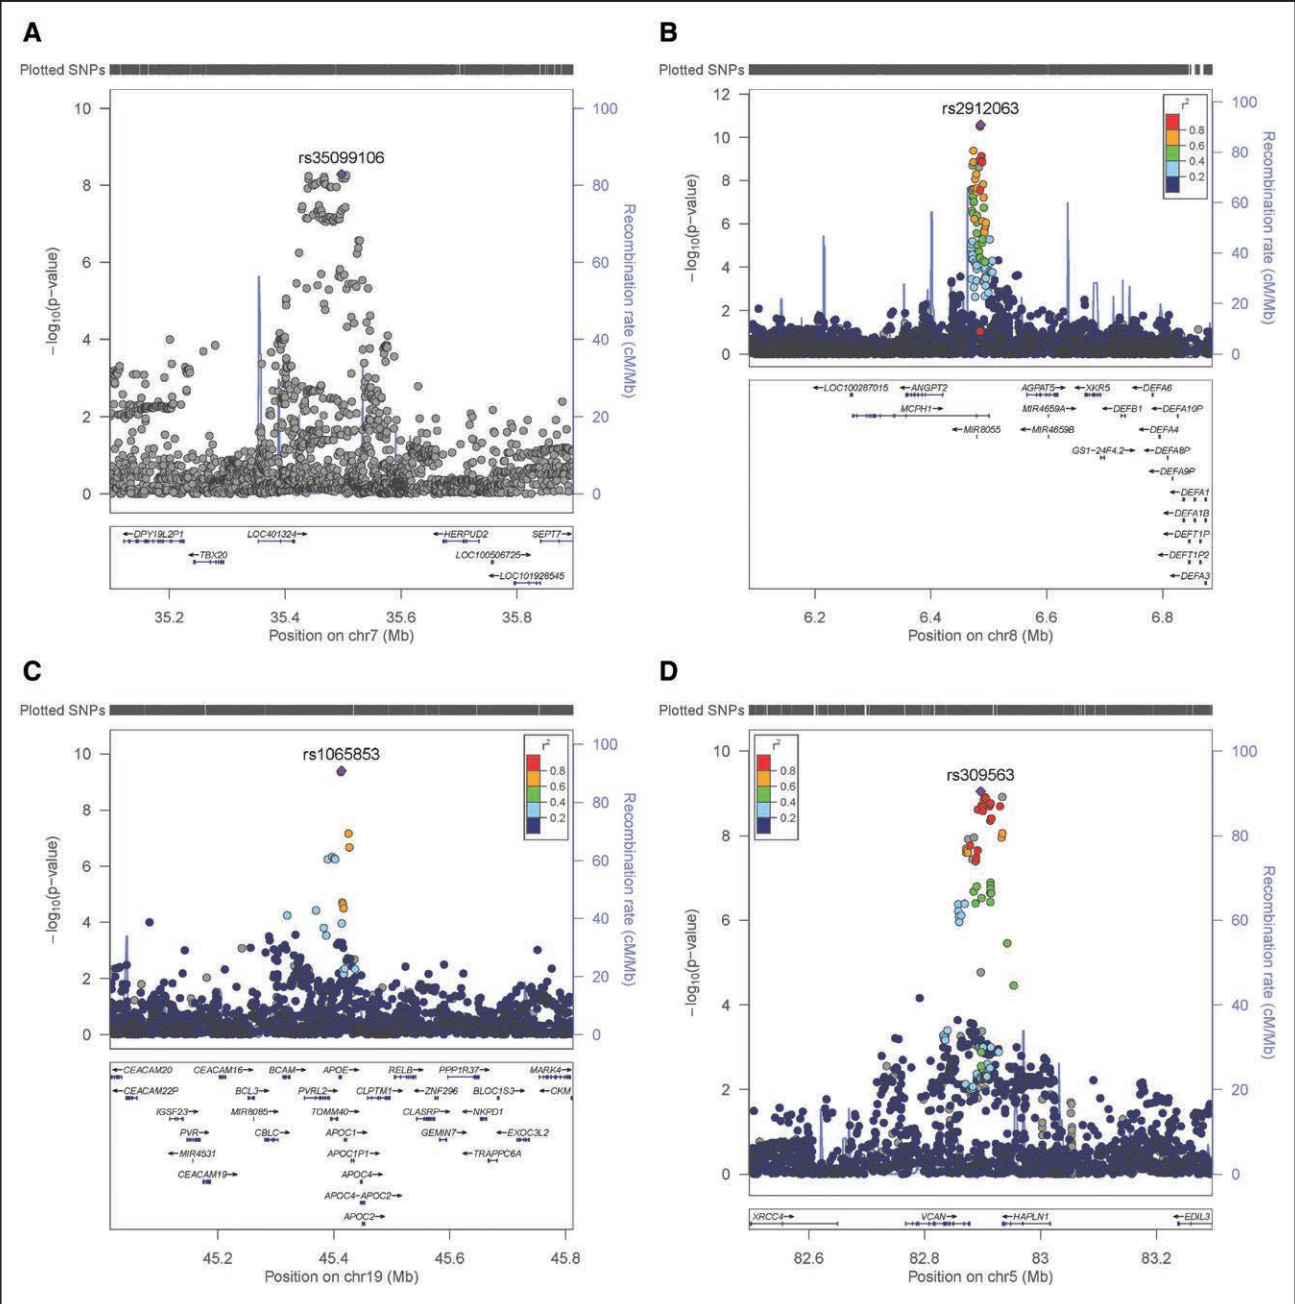 A
Plotted SNPs
rs35099106
10
8
6
4
2
0
−log10(p−value)
100
80
60
40
20
0
Recombination rate (cM/Mb)
←DPY19L2P1
LOC401324→
←HERPUD2
SEPT7→
←TBX20
LOC100506725→
←LOC101928545
35.2
35.4
35.6
35.8
Position on chr7 (Mb)
B
Plotted SNPs
rs2912063
12
10
8
6
4
2
0
−log10(p−value)
r2
0.8
0.6
0.4
0.2
100
80
60
40
20
0
Recombination rate (cM/Mb)
←LOC100287015
←ANGPT2
AGPAT5→
←XKR5
←DEFA6
MCPH1→
MIR4659A→
←DEFB1
←DEFA10P
←MIR8055
←MIR4659B
←DEFA4
GS1−24F4.2→
←DEFA8P
←DEFA9P
←DEFA1
←DEFA1B
←DEFT1P
←DEFT1P2
←DEFA3
6.2
6.4
6.6
6.8
Position on chr8 (Mb)
C
Plotted SNPs
rs1065853
10
8
6
4
2
0
−log10(p−value)
r2
0.8
0.6
0.4
0.2
100
80
60
40
20
0
Recombination rate (cM/Mb)
←CEACAM20
CEACAM16→
BCAM→
APOE→
RELB→
PPP1R37→
MARK4→
←CEACAM22P
BCL3→
PVRL2→
CLPTM1→
←ZNF296
BLOC1S3→
←CKM
IGSF23→
MIR8085→
TOMM40→
CLASRP→
←NKPD1
PVR→
CBLC→
APOC1→
GEMIN7→
←EXOC3L2
←MIR4531
APOC1P1→
←TRAPPC6A
CEACAM19→
APOC4→
APOC4−APOC2→
APOC2→
45.2
45.4
45.6
45.8
Position on chr19 (Mb)
D
Plotted SNPs
rs309563
10
8
6
4
2
0
−log10(p−value)
r2
0.8
0.6
0.4
0.2
100
80
60
40
20
0
Recombination rate (cM/Mb)
XRCC4→
VCAN→
←HAPLN1
←EDIL3
82.6
82.8
83
83.2
Position on chr5 (Mb)